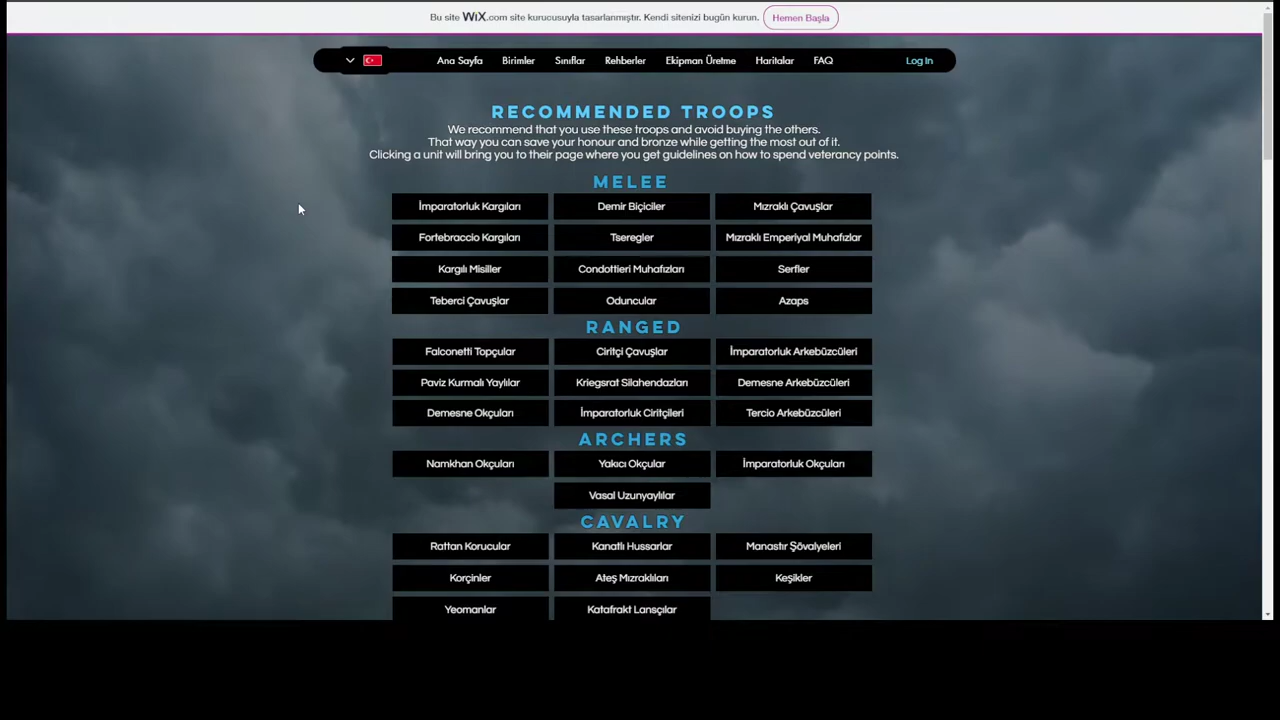 Bu site WiX.com site kurucusuyla tasarlanmıştır. Kendi sitenizi bugün kurun. Hemen Başla
Ana Sayfa Birimler Sınıflar Rehberler Ekipman Üretme Haritalar FAQ Log In
RECOMMENDED TROOPS
We recommend that you use these troops and avoid buying the others.
That way you can save your honour and bronze while getting the most out of it.
Clicking a unit will bring you to their page where you get guidelines on how to spend veterancy points.
MELEE
İmparatorluk Kargıları Demir Biçiciler Mızraklı Çavuşlar
Fortebraccio Kargıları Tseregler Mızraklı Emperiyal Muhafızlar
Kargılı Misiller Condottieri Muhafızları Serfler
Teberci Çavuşlar Oduncular Azaps
RANGED
Falconetti Topçular Ciritçi Çavuşlar İmparatorluk Arkebüzcüleri
Paviz Kurmalı Yaylılar Kriegsrat Silahendazları Demesne Arkebüzcüleri
Demesne Okçuları İmparatorluk Ciritçileri Tercio Arkebüzcüleri
ARCHERS
Namkhan Okçuları Yakıcı Okçular İmparatorluk Okçuları
Vasal Uzunyaylılar
CAVALRY
Rattan Korucular Kanatlı Hussarlar Manastır Şövalyeleri
Korçinler Ateş Mızraklıları Keşikler
Yeomanlar Katafrakt Lansçılar